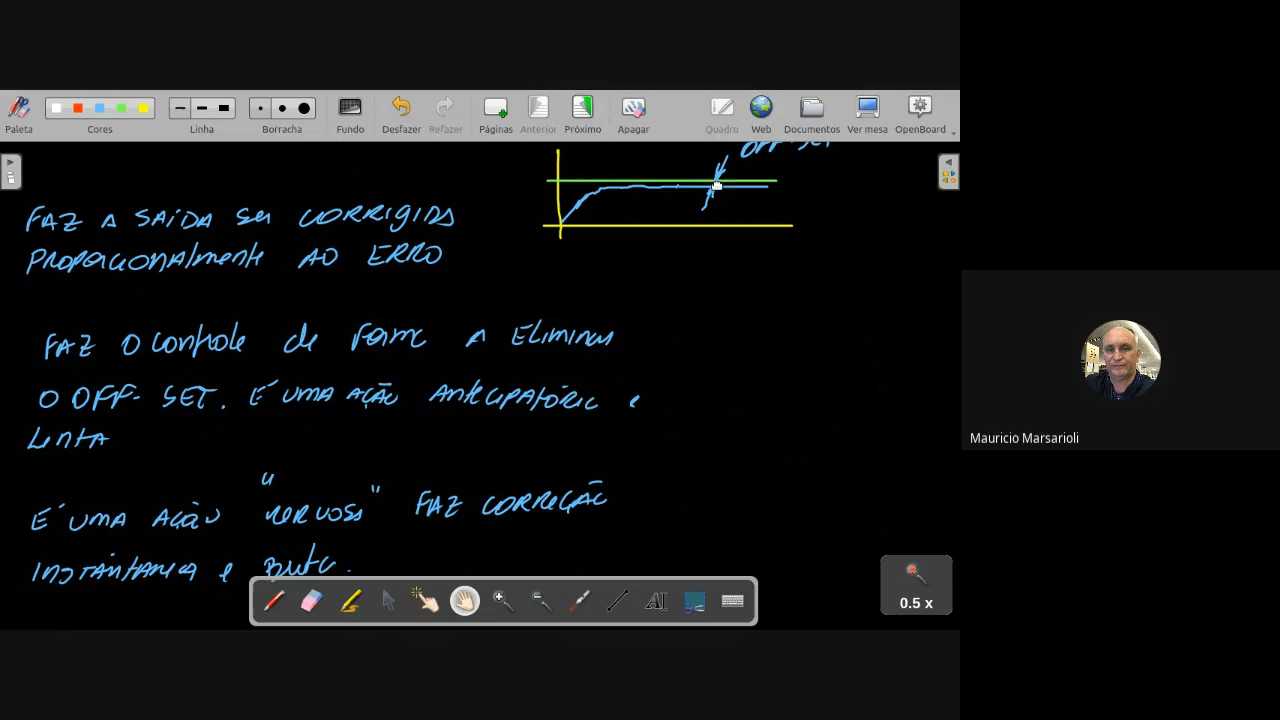 Paleta
Cores
Linha
Borracha
Fundo
Desfazer
Refazer
Páginas
Anterior
Próximo
Apagar
Quadro
Web
Documentos
Ver mesa
OpenBoard
OFF-SET
FAZ A SAÍDA SER CORRIGIDA
PROPORCIONALmente AO ERRO
FAZ O controle de Forma A Eliminar
O OFF-SET. É UMA AÇÃO ANTECIPATÓRIA e
LENTA
É UMA AÇÃO "NERVOSA" FAZ CORREÇÃO
INSTANTÂNEA e
0.5 x
Mauricio Marsarioli